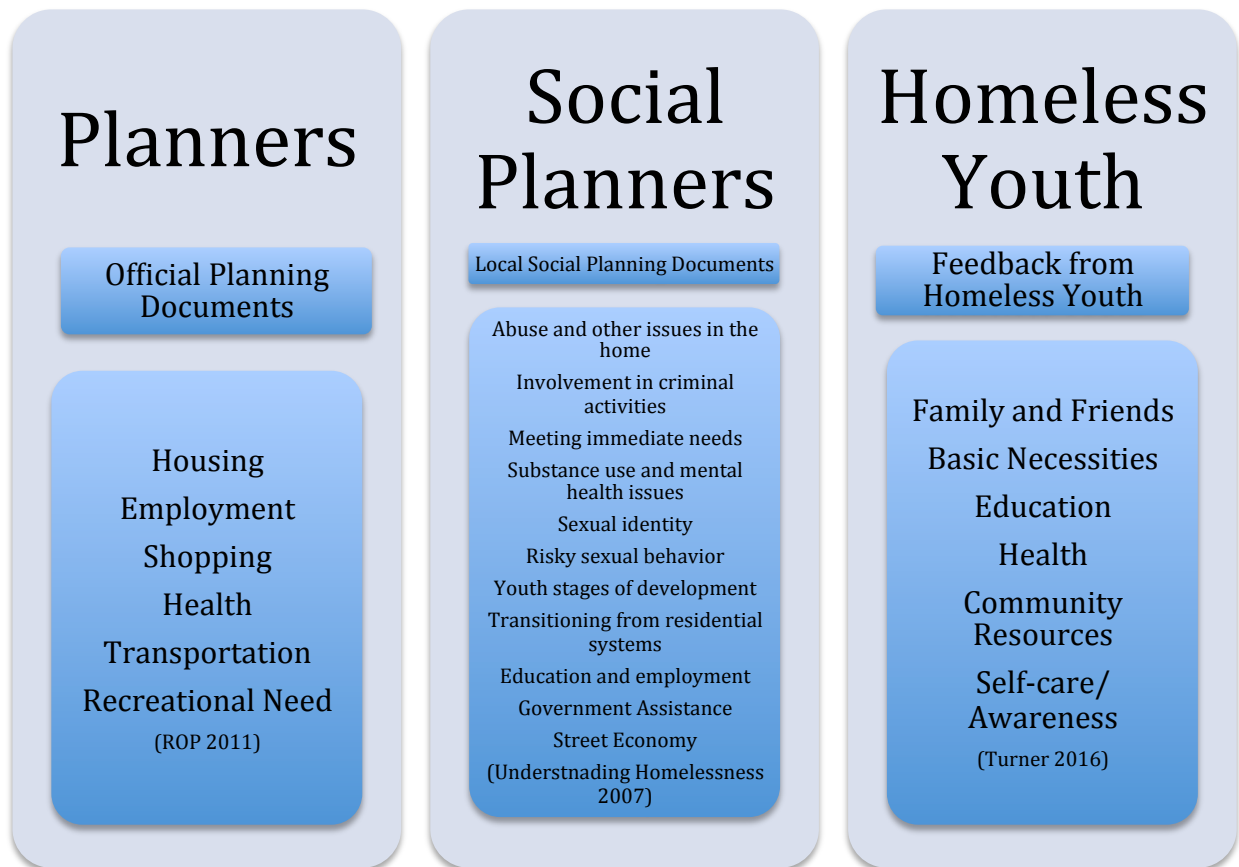 Planners
Official Planning
Documents
Housing
Employment
Shopping
Health
Transportation
Recreational Need
(ROP 2011)
Social
Planners
Local Social Planning Documents
Abuse and other issues in the
home
Involvement in criminal
activities
Meeting immediate needs
Substance use and mental
health issues
Sexual identity
Risky sexual behavior
Youth stages of development
Transitioning from residential
systems
Education and employment
Government Assistance
Street Economy
(Understnading Homelessness
2007)
Homeless
Youth
Feedback from
Homeless Youth
Family and Friends
Basic Necessities
Education
Health
Community
Resources
Self-care/
Awareness
(Turner 2016)